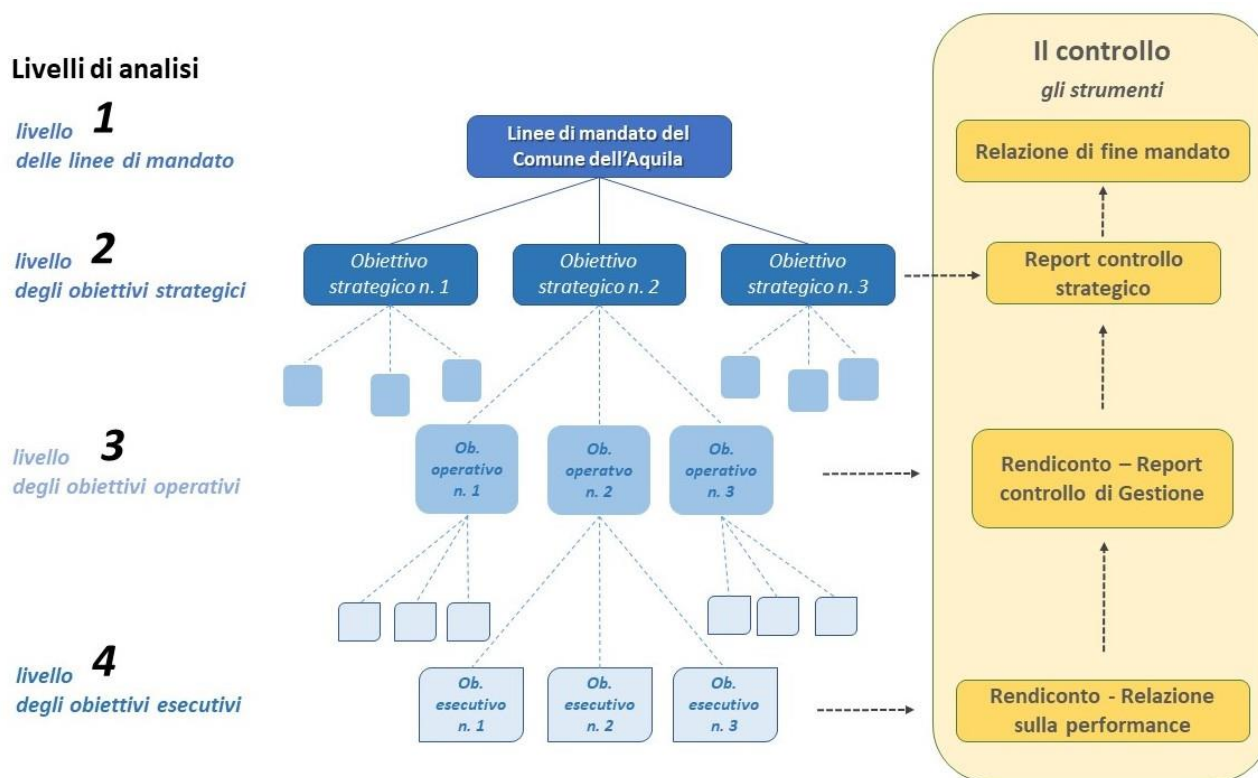 Livelli di analisi
livello 1
delle linee di mandato
livello 2
degli obiettivi strategici
livello 3
degli obiettivi operativi
livello 4
degli obiettivi esecutivi
Linee di mandato del
Comune dell'Aquila
Obiettivo
strategico n. 1
Obiettivo
strategico n. 2
Obiettivo
strategico n. 3
Ob.
operativo
n. 1
Ob.
operatvo
n. 2
Ob.
operativo
n. 3
Ob.
esecutivo
n. 1
Ob.
esecutivo
n. 2
Ob.
esecutivo
n. 3
Il controllo
gli strumenti
Relazione di fine mandato
Report controllo
strategico
Rendiconto – Report
controllo di Gestione
Rendiconto - Relazione
sulla performance